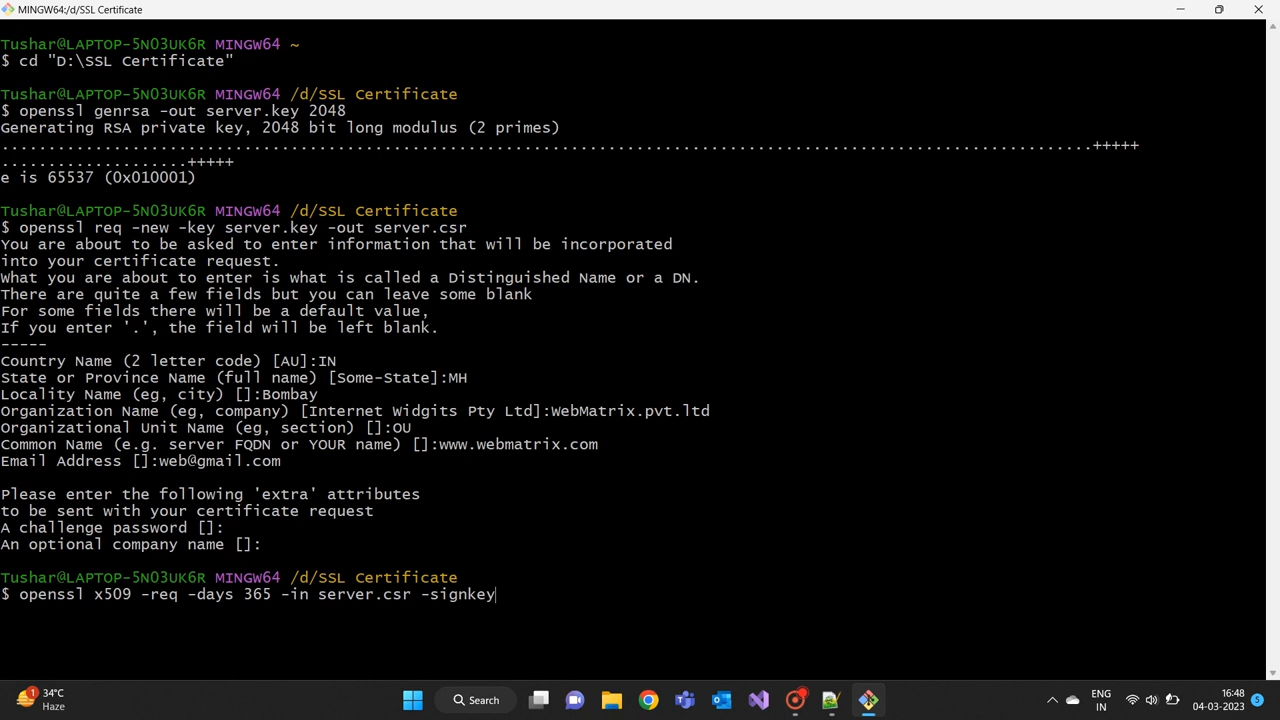 MINGW64:/d/SSL Certificate
Tushar@LAPTOP-5N03UK6R MINGW64 ~
$ cd "D:\SSL Certificate"
Tushar@LAPTOP-5N03UK6R MINGW64 /d/SSL Certificate
$ openssl genrsa -out server.key 2048
Generating RSA private key, 2048 bit long modulus (2 primes)
.....................................................................................................................+++++
....................+++++
e is 65537 (0x010001)
Tushar@LAPTOP-5N03UK6R MINGW64 /d/SSL Certificate
$ openssl req -new -key server.key -out server.csr
You are about to be asked to enter information that will be incorporated
into your certificate request.
What you are about to enter is what is called a Distinguished Name or a DN.
There are quite a few fields but you can leave some blank
For some fields there will be a default value,
If you enter '.', the field will be left blank.
-----
Country Name (2 letter code) [AU]:IN
State or Province Name (full name) [Some-State]:MH
Locality Name (eg, city) []:Bombay
Organization Name (eg, company) [Internet Widgits Pty Ltd]:WebMatrix.pvt.ltd
Organizational Unit Name (eg, section) []:OU
Common Name (e.g. server FQDN or YOUR name) []:www.webmatrix.com
Email Address []:web@gmail.com
Please enter the following 'extra' attributes
to be sent with your certificate request
A challenge password []:
An optional company name []:
Tushar@LAPTOP-5N03UK6R MINGW64 /d/SSL Certificate
$ openssl x509 -req -days 365 -in server.csr -signkey
1
34°C
Haze
Search
ENG
IN
16:48
04-03-2023
5